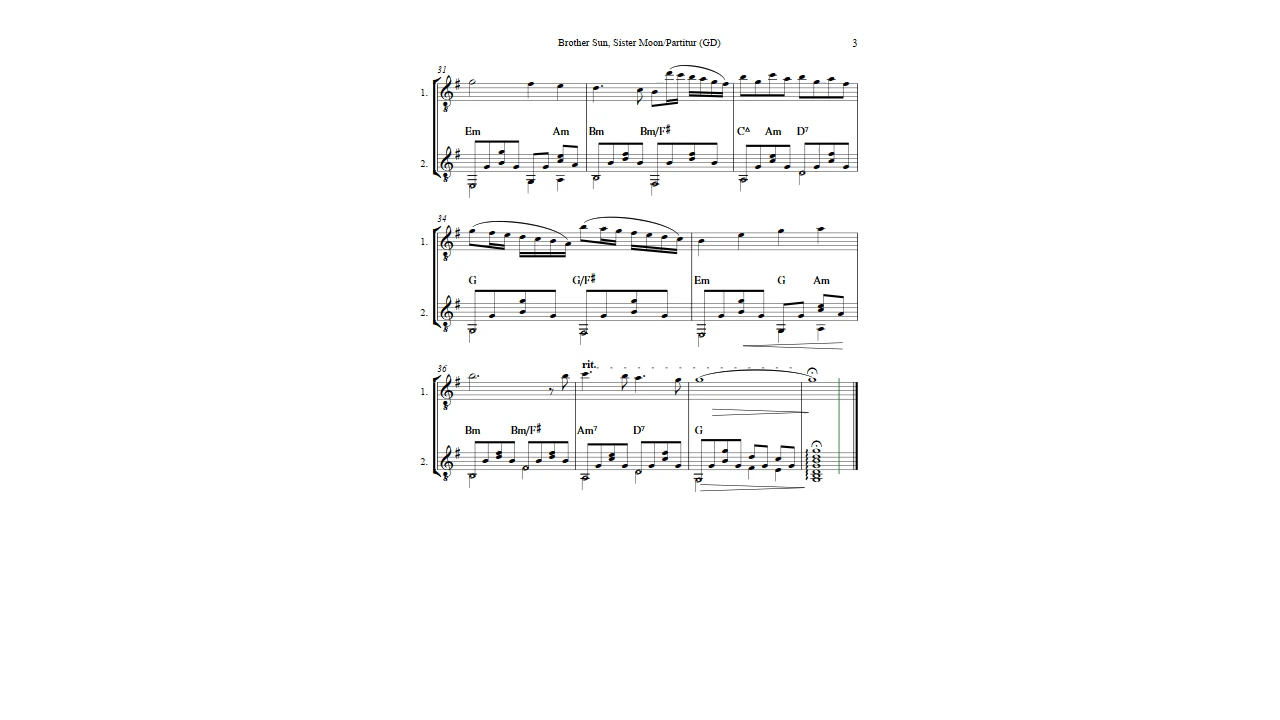 Brother Sun, Sister Moon/Partitur (GD) 3
31
1.
Em Am Bm Bm/F# C∆ Am D7
2.
34
1.
G G/F# Em G Am
2.
36 rit.
1.
Bm Bm/F# Am7 D7 G
2.